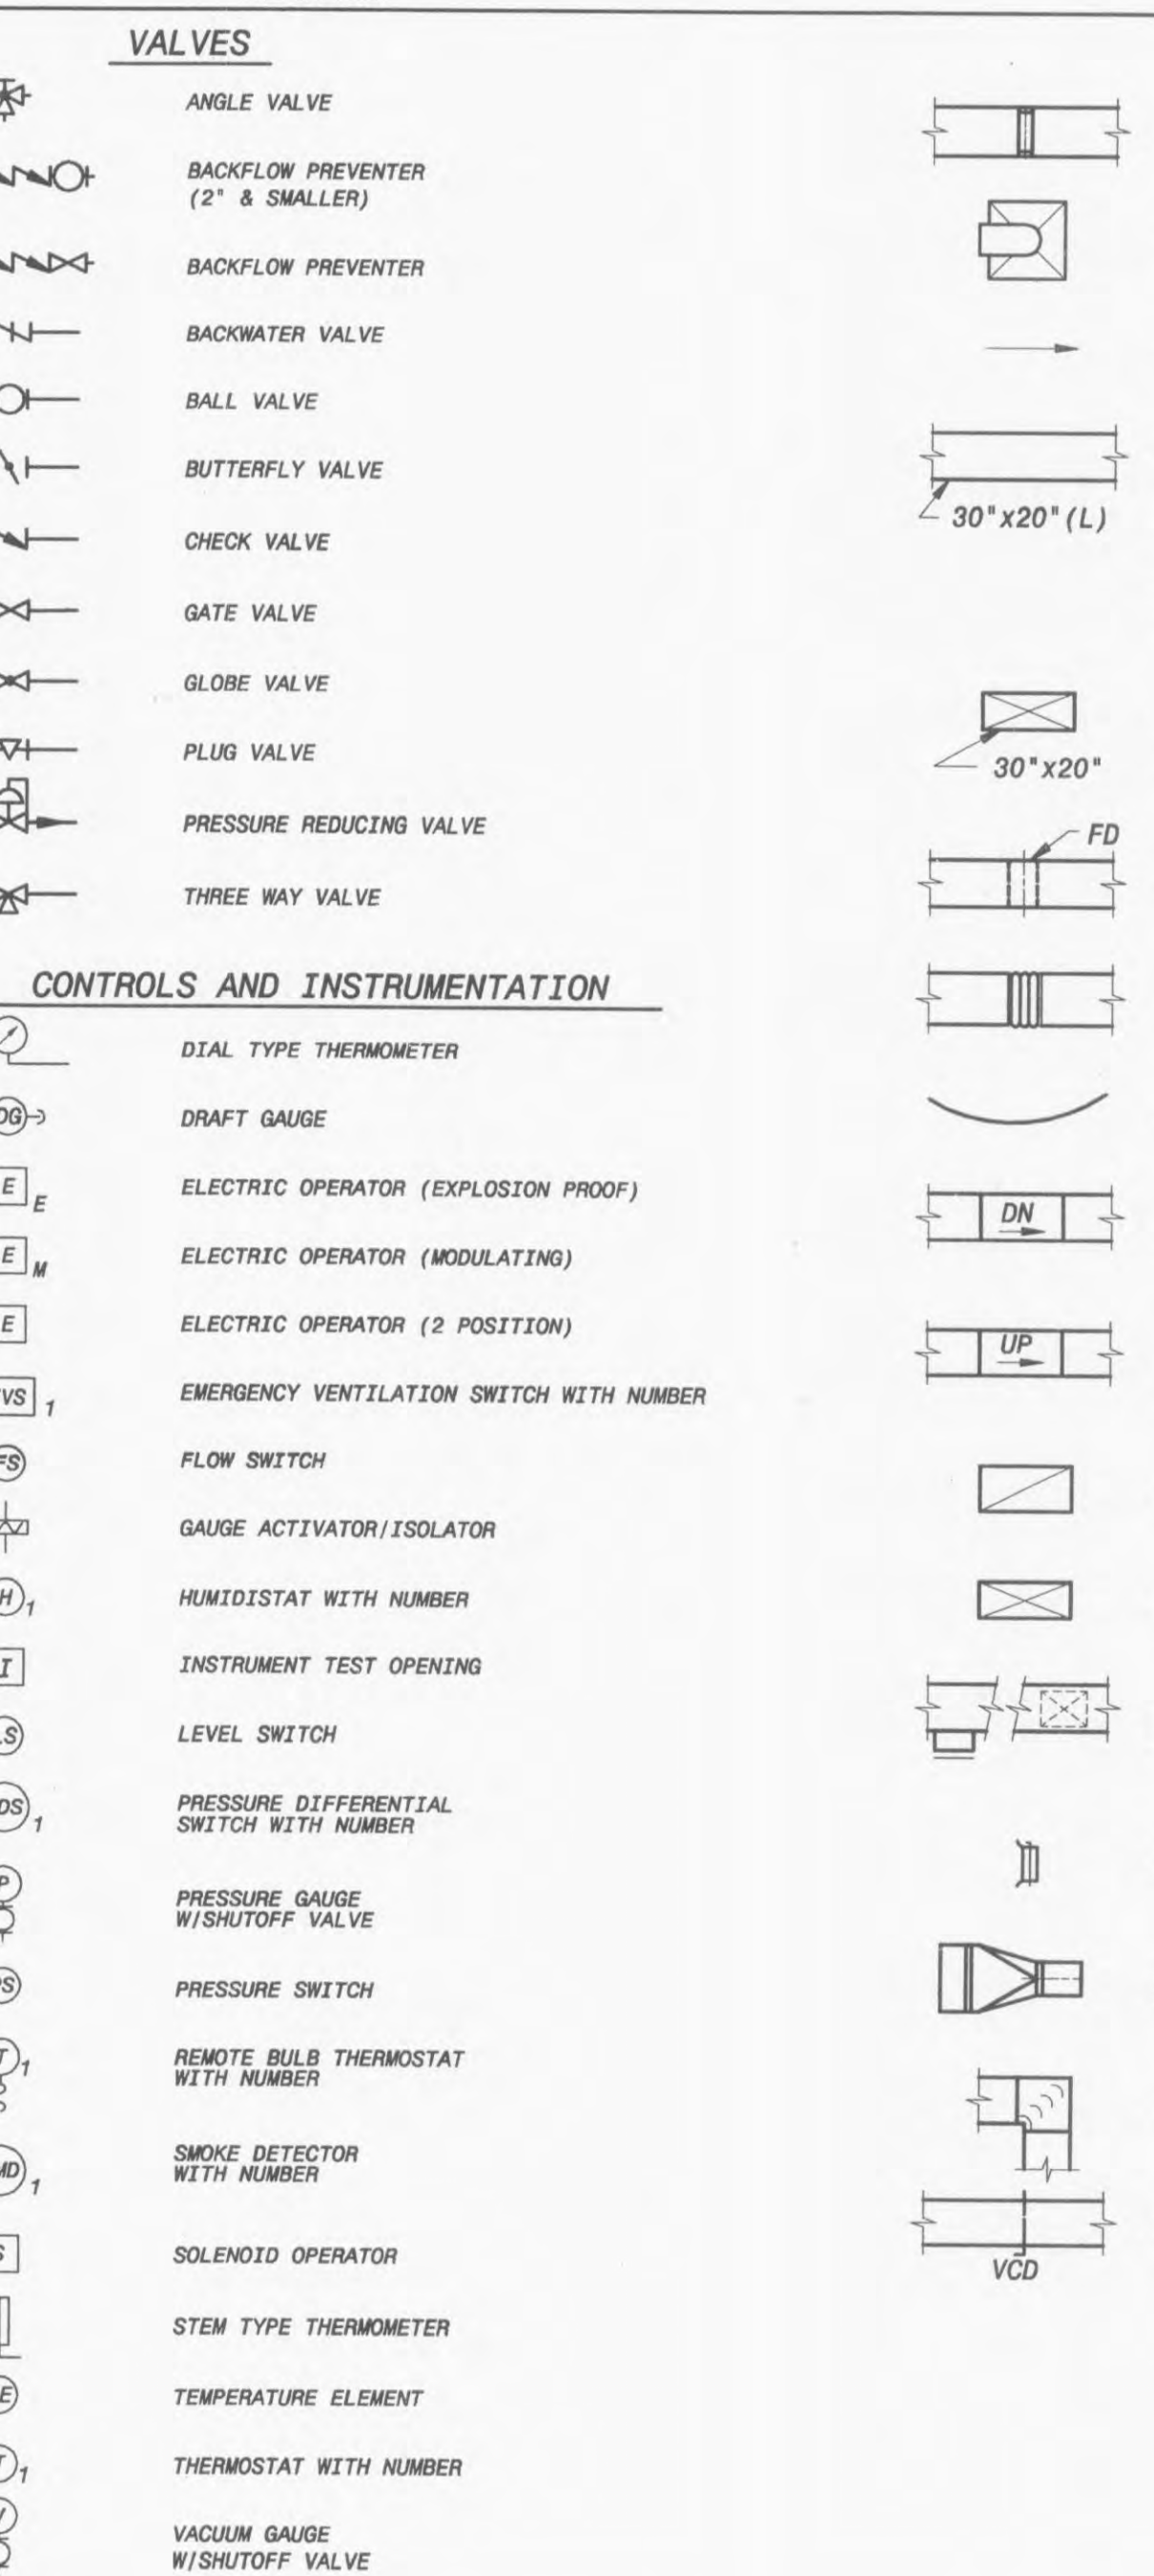 VALVES
ANGLE VALVE
BACKFLOW PREVENTER
(2" & SMALLER)
BACKFLOW PREVENTER
BACKWATER VALVE
BALL VALVE
BUTTERFLY VALVE
CHECK VALVE
GATE VALVE
GLOBE VALVE
PLUG VALVE
PRESSURE REDUCING VALVE
THREE WAY VALVE
CONTROLS AND INSTRUMENTATION
DIAL TYPE THERMOMETER
DRAFT GAUGE
E E ELECTRIC OPERATOR (EXPLOSION PROOF)
E M ELECTRIC OPERATOR (MODULATING)
E ELECTRIC OPERATOR (2 POSITION)
VS 1 EMERGENCY VENTILATION SWITCH WITH NUMBER
FS FLOW SWITCH
GAUGE ACTIVATOR/ISOLATOR
H 1 HUMIDISTAT WITH NUMBER
I INSTRUMENT TEST OPENING
LS LEVEL SWITCH
DS 1 PRESSURE DIFFERENTIAL
SWITCH WITH NUMBER
P PRESSURE GAUGE
W/SHUTOFF VALVE
PS PRESSURE SWITCH
T 1 REMOTE BULB THERMOSTAT
WITH NUMBER
MD 1 SMOKE DETECTOR
WITH NUMBER
S SOLENOID OPERATOR
STEM TYPE THERMOMETER
E TEMPERATURE ELEMENT
T 1 THERMOSTAT WITH NUMBER
V VACUUM GAUGE
W/SHUTOFF VALVE
30"x20"(L)
30"x20"
FD
DN
UP
VCD